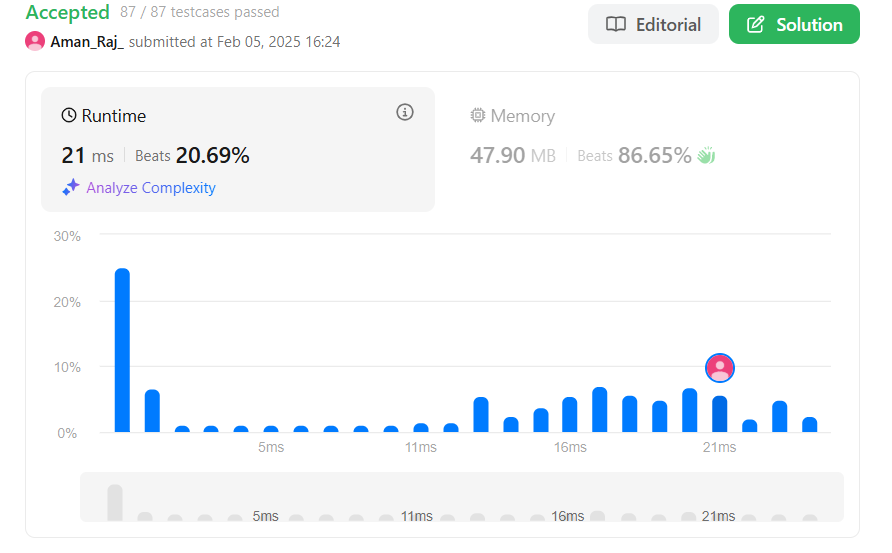 Accepted 87 / 87 testcases passed
Editorial
Solution
Aman_Raj_ submitted at Feb 05, 2025 16:24
Runtime
Memory
21 ms Beats 20.69%
47.90 MB Beats 86.65%
Analyze Complexity
30%
20%
10%
0%
5ms 11ms 16ms 21ms
5ms 11ms 16ms 21ms